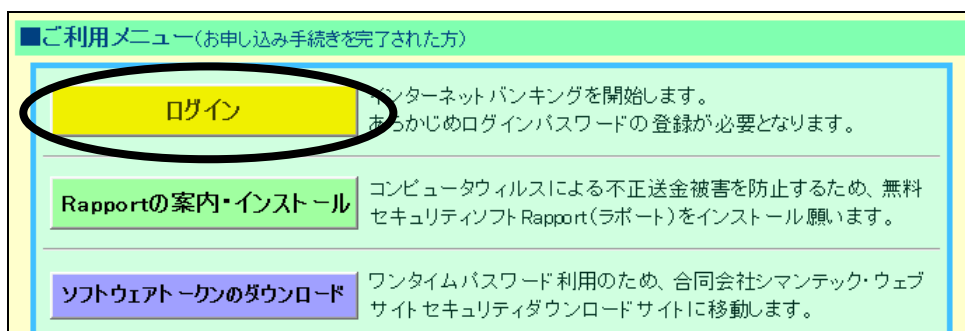 ■ご利用メニュー(お申し込み手続きを完了された方)
ログイン
インターネットバンキングを開始します。
あらかじめログインパスワードの登録が必要となります。
Rapportの案内・インストール
コンピュータウィルスによる不正送金被害を防止するため、無料
セキュリティソフトRapport(ラポート)をインストール願います。
ソフトウェアトークンのダウンロード
ワンタイムパスワード利用のため、合同会社シマンテック・ウェブ
サイトセキュリティダウンロードサイトに移動します。